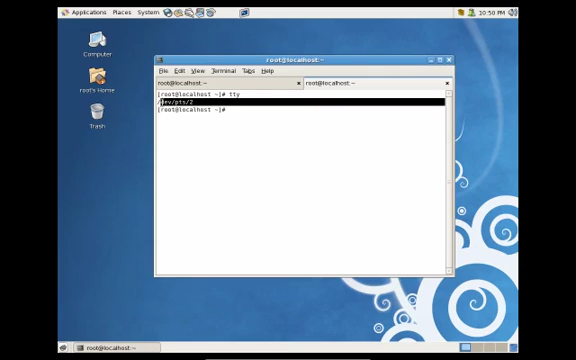 Applications Places System
10:50 PM
Computer
root's Home
Trash
root@localhost:~
File Edit View Terminal Tabs Help
root@localhost:~
root@localhost:~
[root@localhost ~]# tty
/dev/pts/2
[root@localhost ~]#
root@localhost:~